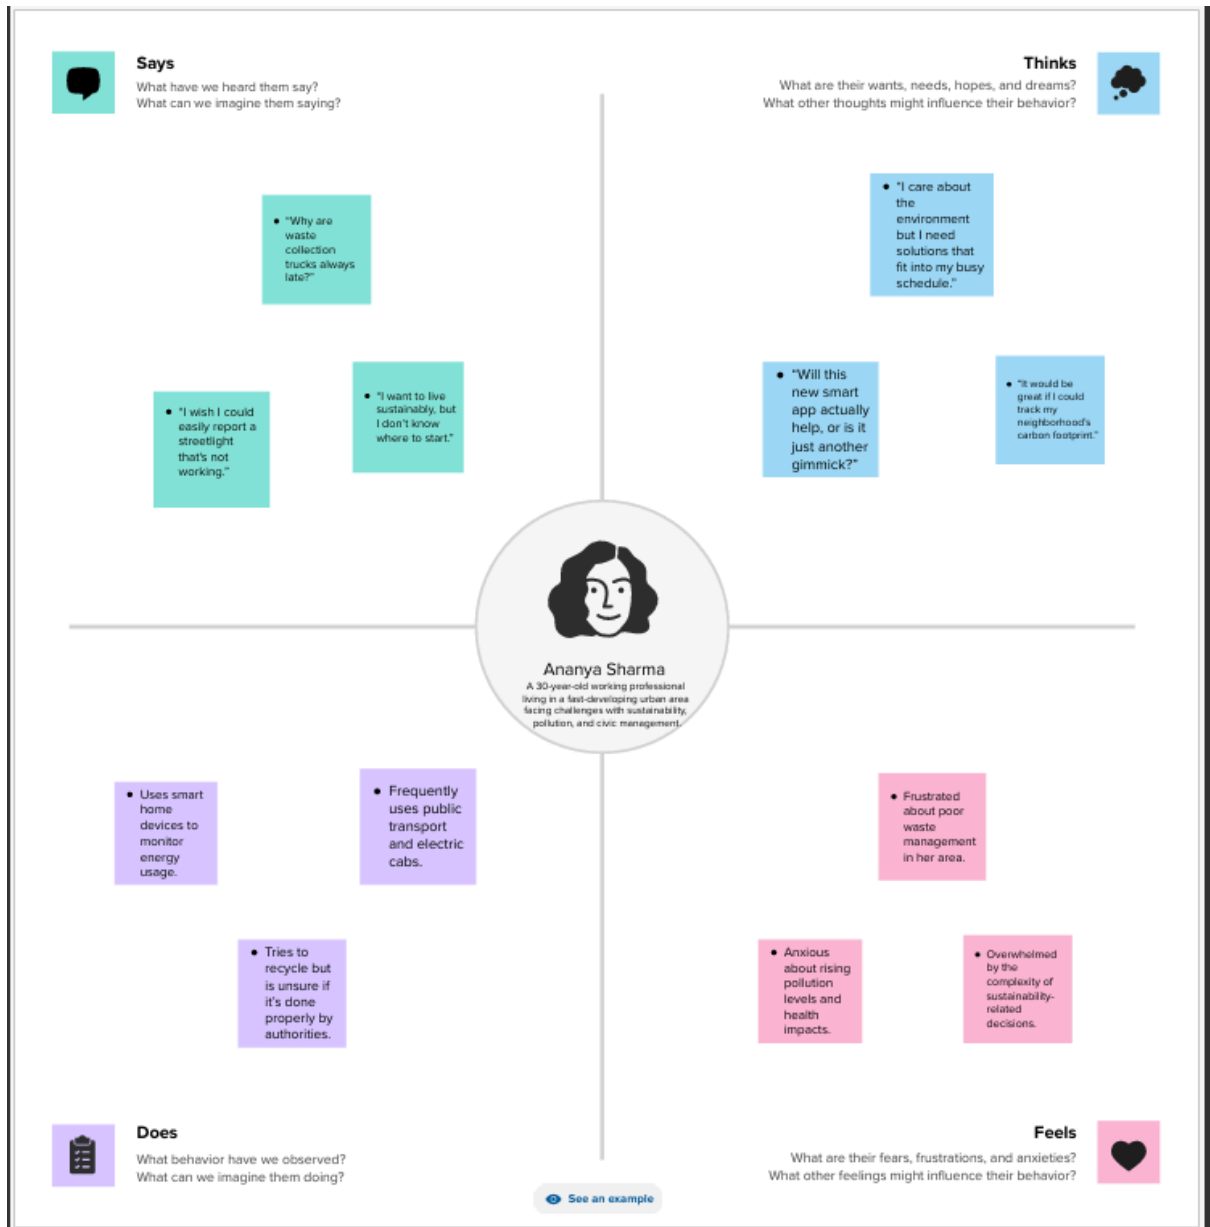 Says
What have we heard them say?
What can we imagine them saying?
Thinks
What are their wants, needs, hopes, and dreams?
What other thoughts might influence their behavior?
• "Why are
waste
collection
trucks always
late?"
• "I wish I could
easily report a
streetlight
that's not
working."
• "I want to live
sustainably, but
I don't know
where to start."
• "I care about
the
environment
but I need
solutions that
fit into my busy
schedule."
• "Will this
new smart
app actually
help, or is it
just another
gimmick?"
• "It would be
great if I could
track my
neighborhood's
carbon footprint."
Ananya Sharma
A 30-year-old working professional
living in a fast-developing urban area
facing challenges with sustainability,
pollution, and civic management.
• Uses smart
home
devices to
monitor
energy
usage.
• Frequently
uses public
transport
and electric
cabs.
• Tries to
recycle but
is unsure if
it's done
properly by
authorities.
• Frustrated
about poor
waste
management
in her area.
• Anxious
about rising
pollution
levels and
health
impacts.
• Overwhelmed
by the
complexity of
sustainability-
related
decisions.
Does
What behavior have we observed?
What can we imagine them doing?
Feels
What are their fears, frustrations, and anxieties?
What other feelings might influence their behavior?
See an example